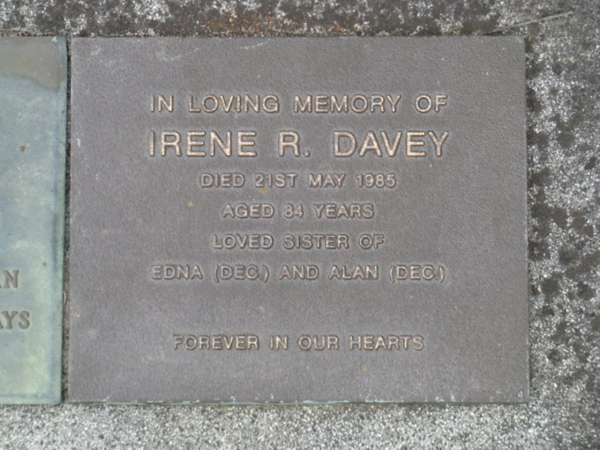 IN LOVING MEMORY OF
IRENE R. DAVEY
DIED 21ST MAY 1985
AGED 84 YEARS
LOVED SISTER OF
EDNA (DEC.) AND ALAN (DEC.)
FOREVER IN OUR HEARTS